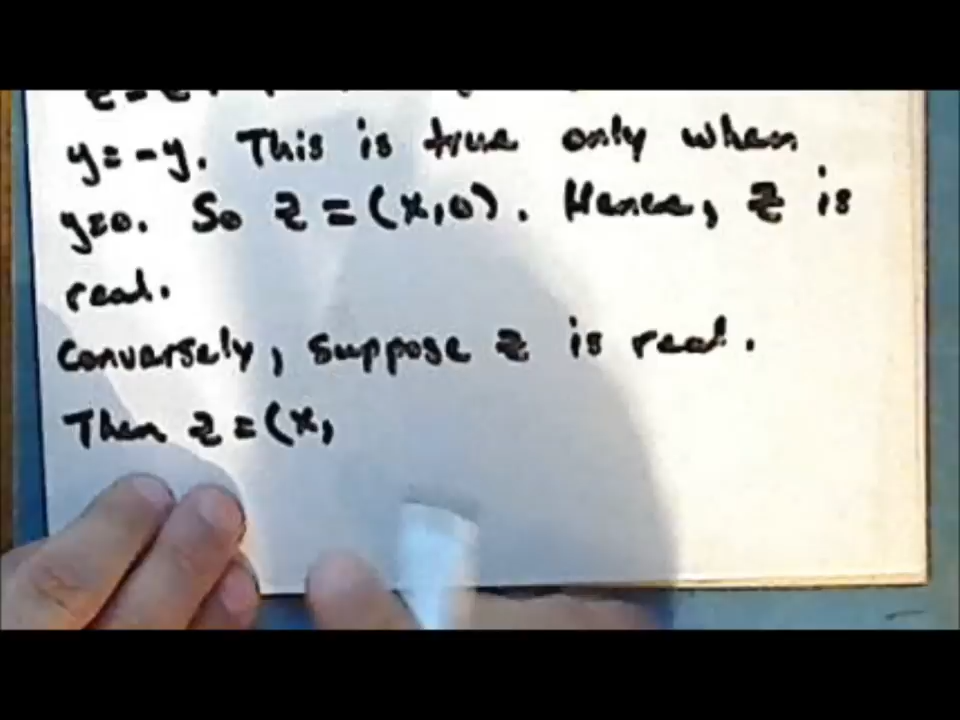 y=-y. This is true only when
y=0. So z=(x,0). Hence, z is
real.
Conversely, suppose z is real.
Then z=(x,